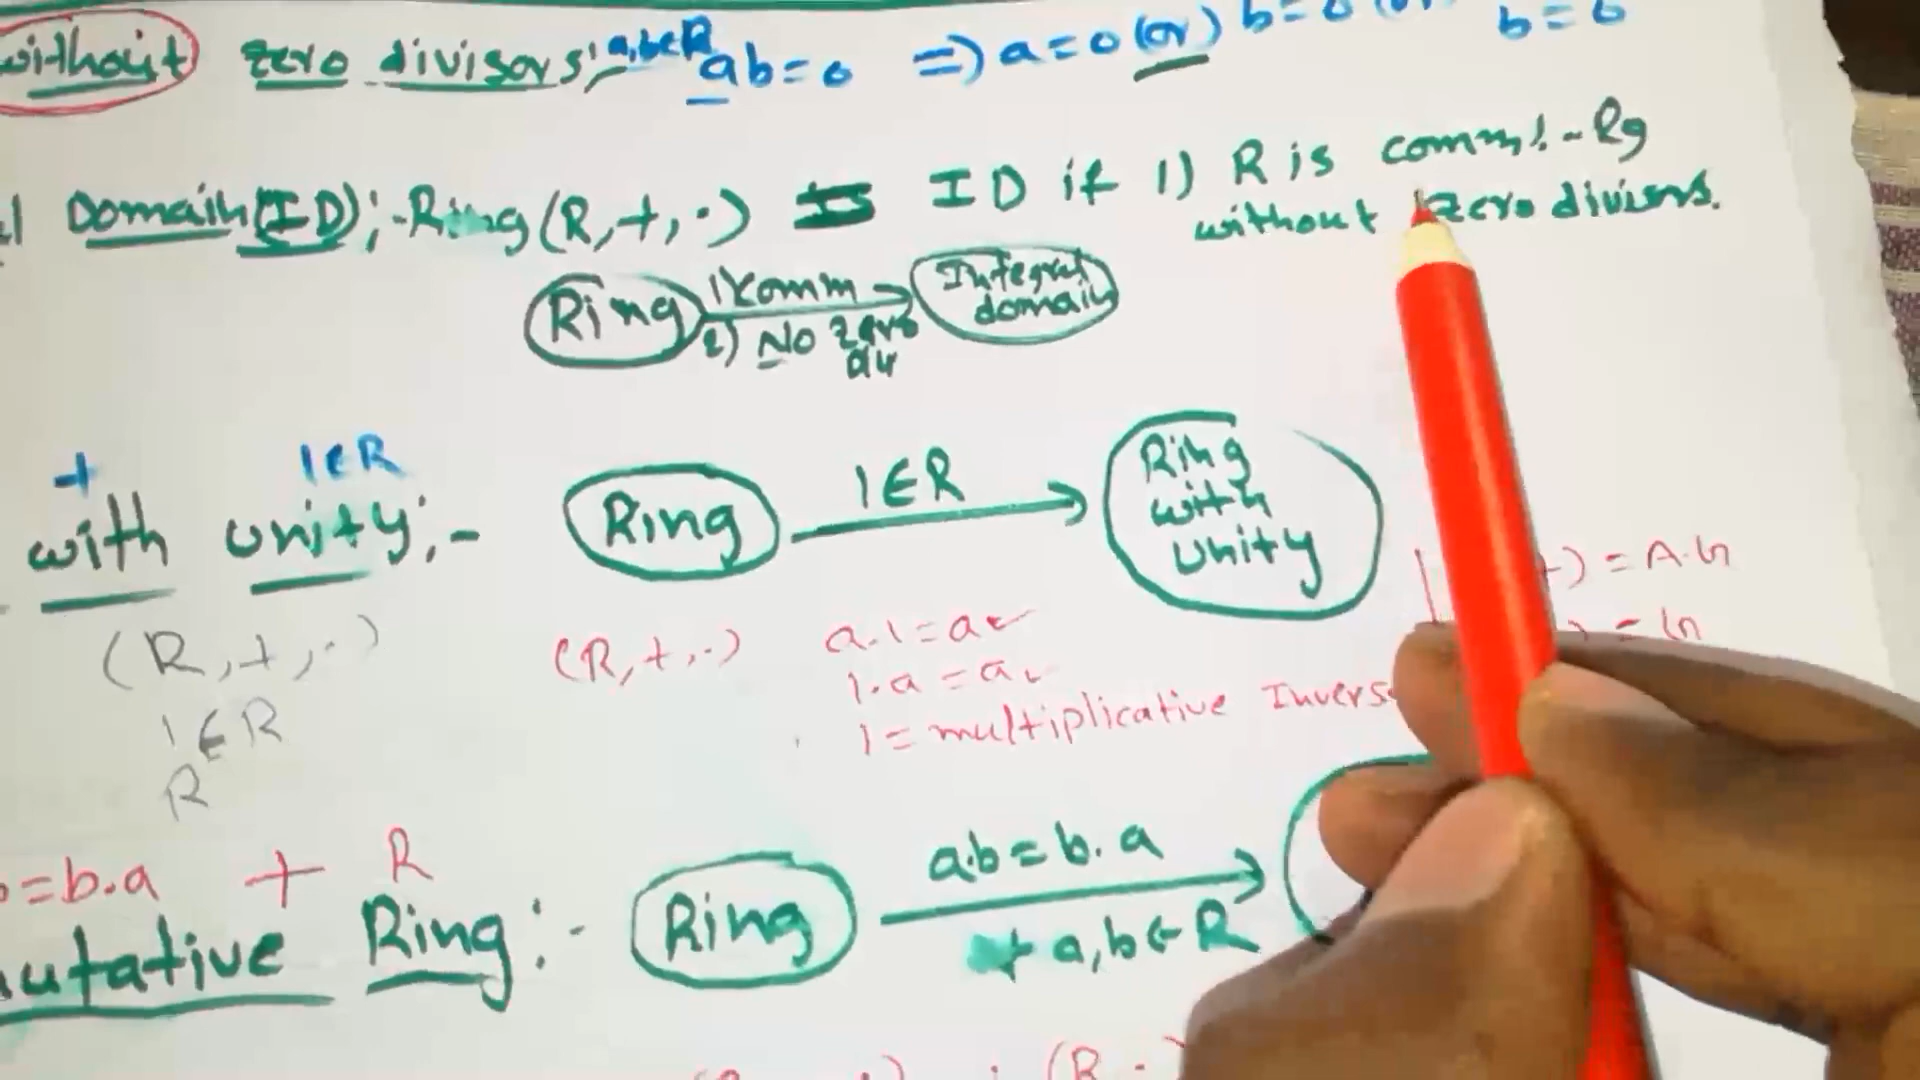 without zero divisors;- a,b∈R ab=0 ⇒ a=0 (or) b=0 b=0
Domain(ID);-Ring(R,+,·) Is ID if 1) R is comm!-Rg
without zero divisors.
Ring 1) comm Integral
2) No zero domain
div
+ 1∈R
with unity;- Ring 1∈R Ring
with
unity
(R,+,·) (R,+,·) a.1=a✓
1.a=a✓
1∈R 1=multiplicative Invers
R
=A.G
=b.a + R a.b=b.a
utative Ring:- Ring
a,b∈R